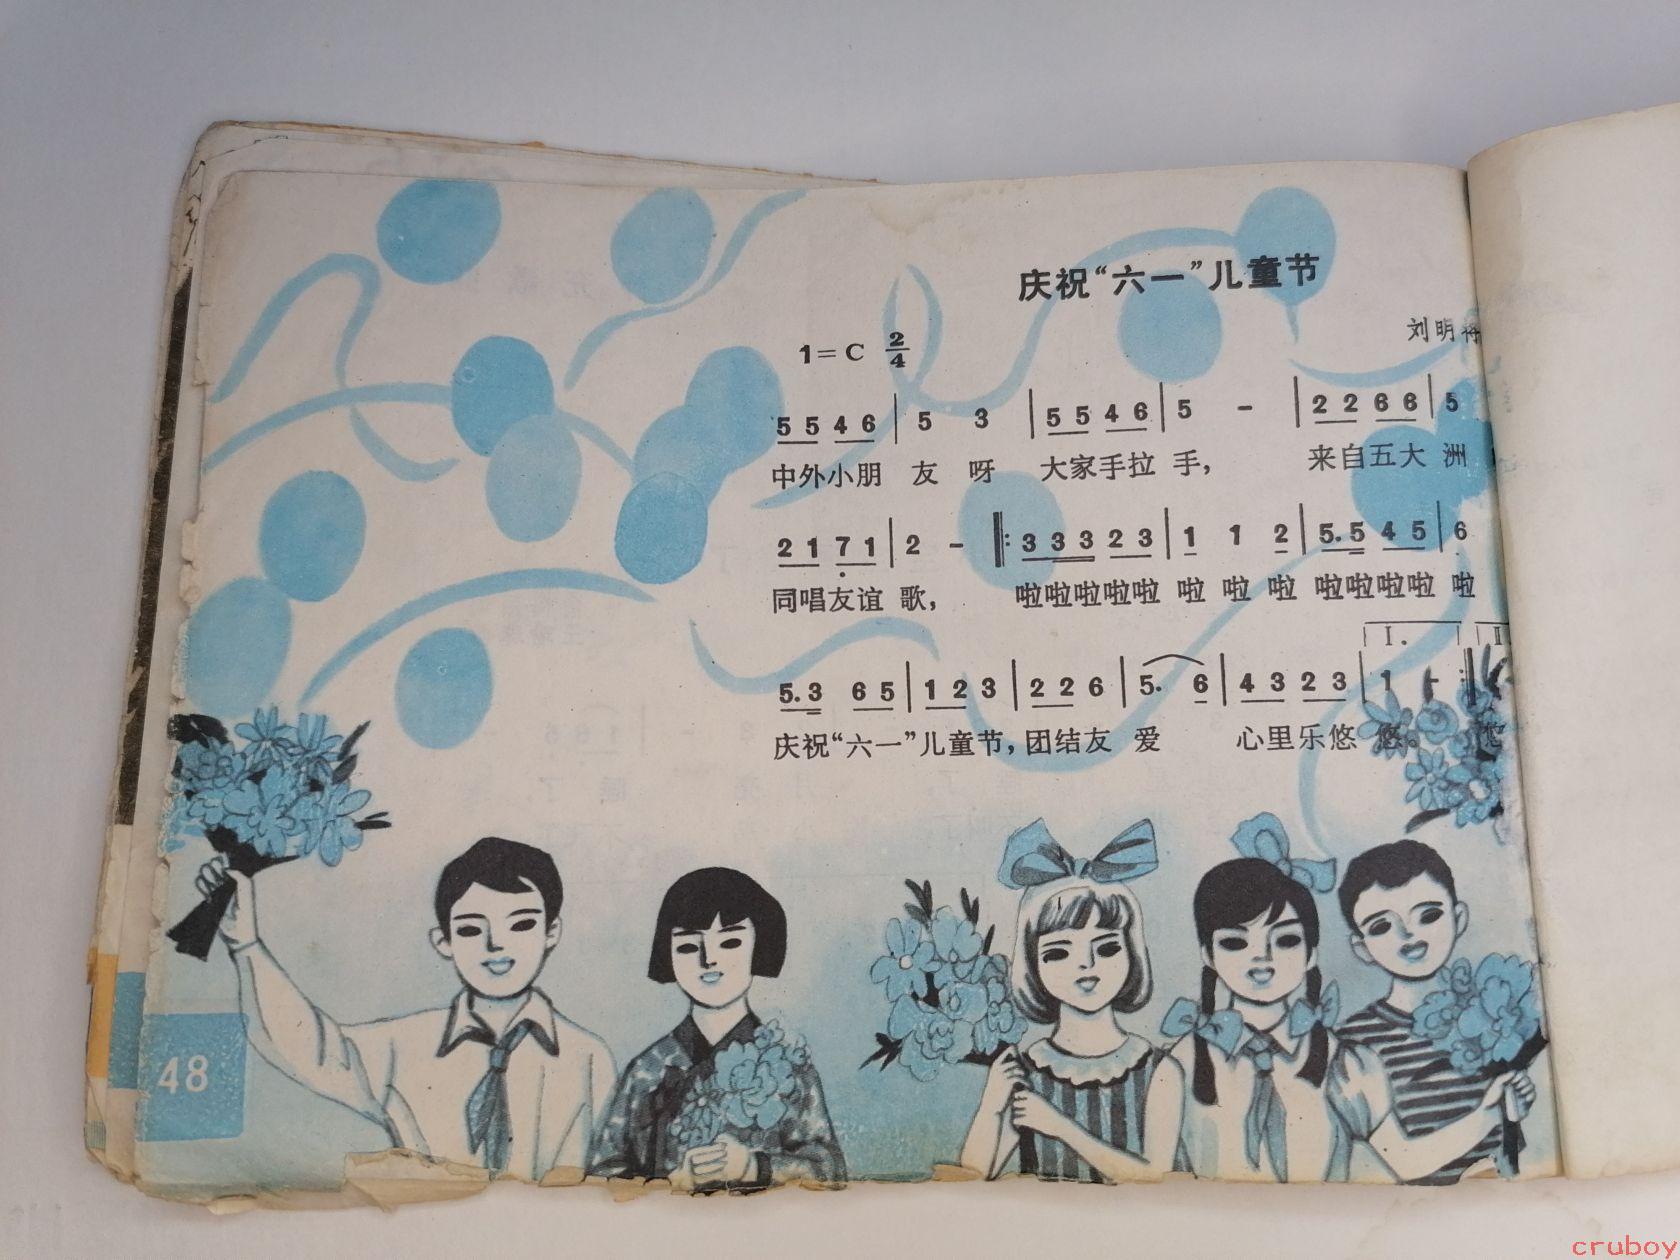 庆祝“六一”儿童节
刘明将
1=C 2/4
5 5 4 6 | 5 3 | 5 5 4 6 | 5 - | 2 2 6 6 | 5
中外小朋 友 呀 大家手拉 手， 来自五大 洲
2 1 7 1 | 2 - ‖: 3 3 3 2 3 | 1 1 2 | 5. 5 4 5 | 6
同唱友谊 歌， 啦啦啦啦啦 啦 啦 啦 啦啦啦啦 啦
I. II
5. 3 6 5 | 1 2 3 | 2 2 6 | 5. 6 | 4 3 2 3 | 1 - :‖
庆祝“六一”儿童节，团结友 爱 心里乐悠 悠。 悠
48
cruboy